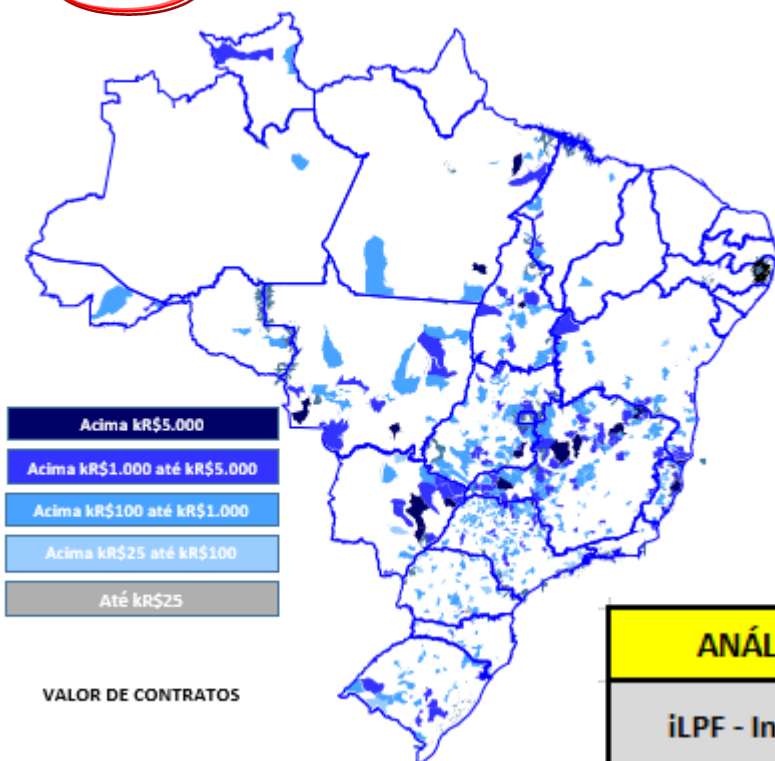 Acima kR$5.000
Acima kR$1.000 até kR$5.000
Acima kR$100 até kR$1.000
Acima kR$25 até kR$100
Até kR$25
VALOR DE CONTRATOS
ANÁL
iLPF - In